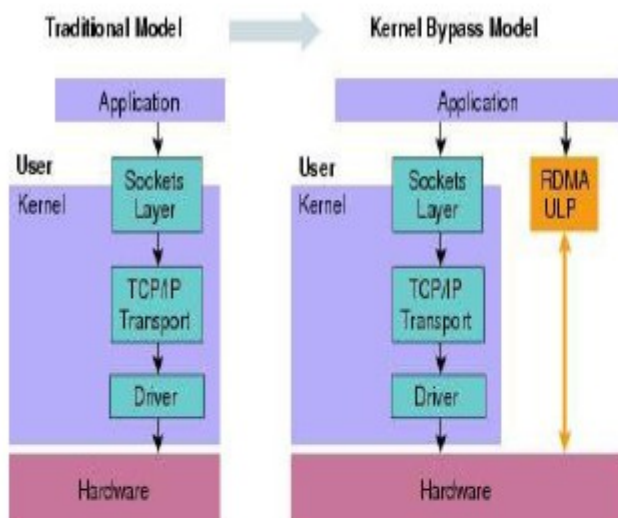 Traditional Model
Kernel Bypass Model
Application
User
Kernel
Sockets
Layer
TCP/IP
Transport
Driver
Hardware
Application
User
Kernel
Sockets
Layer
TCP/IP
Transport
Driver
RDMA
ULP
Hardware